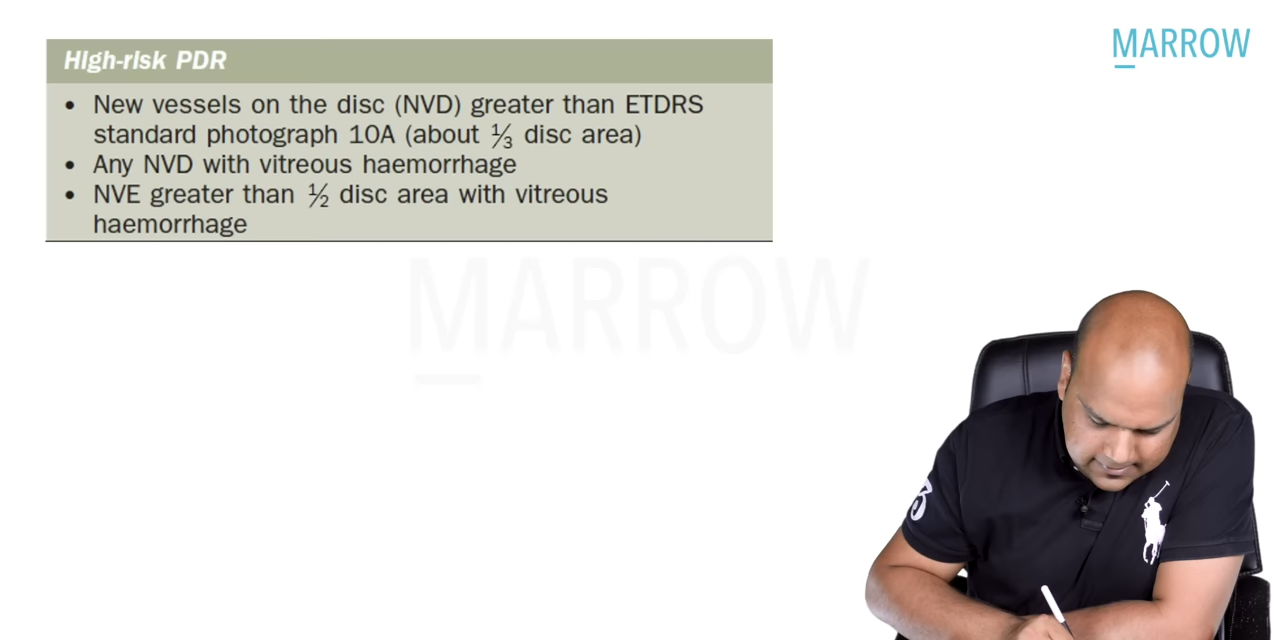 MARROW
High-risk PDR
• New vessels on the disc (NVD) greater than ETDRS
standard photograph 10A (about ⅓ disc area)
• Any NVD with vitreous haemorrhage
• NVE greater than ½ disc area with vitreous
haemorrhage
MARROW
3